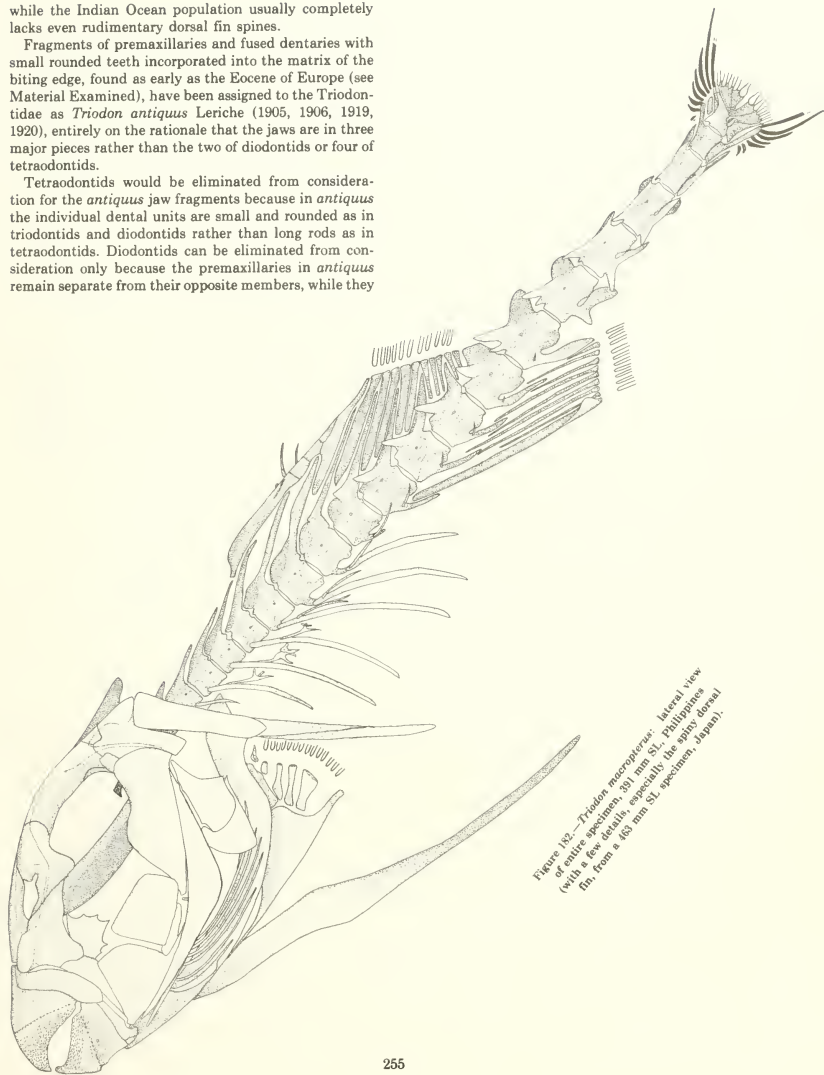 while the Indian Ocean population usually completely
lacks even rudimentary dorsal fin spines.
Fragments of premaxillaries and fused dentaries with
small rounded teeth incorporated into the matrix of the
biting edge, found as early as the Eocene of Europe (see
Material Examined), have been assigned to the Triodon-
tidae as Triodon antiquus Leriche (1905, 1906, 1919,
1920), entirely on the rationale that the jaws are in three
major pieces rather than the two of diodontids or four of
tetraodontids.
Tetraodontids would be eliminated from considera-
tion for the antiquus jaw fragments because in antiquus
the individual dental units are small and rounded as in
triodontids and diodontids rather than long rods as in
tetraodontids. Diodontids can be eliminated from con-
sideration only because the premaxillaries in antiquus
remain separate from their opposite members, while they
Figure 182.—Triodon macropterus: lateral view
of entire specimen, 391 mm SL, Philippines
(with a few details, especially the spiny dorsal
fin, from a 463 mm SL specimen, Japan).
255